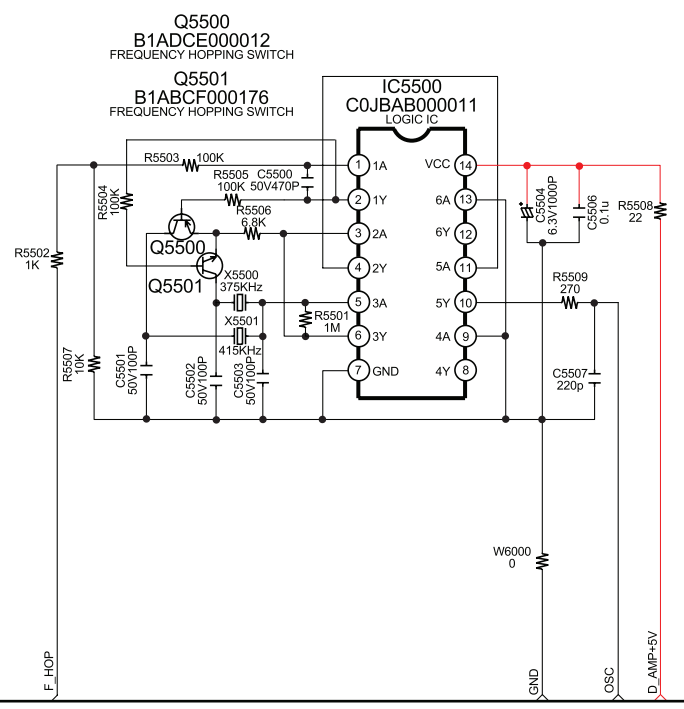 Q5500
B1ADCE000012
FREQUENCY HOPPING SWITCH
Q5501
B1ABCF000176
FREQUENCY HOPPING SWITCH
IC5500
C0JBAB000011
LOGIC IC
R5503
100K
R5504
100K
R5505
100K
C5500
50V470P
R5506
6.8K
Q5500
Q5501
X5500
375KHz
X5501
415KHz
R5501
1M
R5502
1K
R5507
10K
C5501
50V100P
C5502
50V100P
C5503
50V100P
1 1A
2 1Y
3 2A
4 2Y
5 3A
6 3Y
7 GND
VCC 14
6A 13
6Y 12
5A 11
5Y 10
4A 9
4Y 8
C5504
6.3V1000P
C5506
0.1u
R5508
22
R5509
270
C5507
220p
W6000
0
F_HOP
GND
OSC
D_AMP+5V